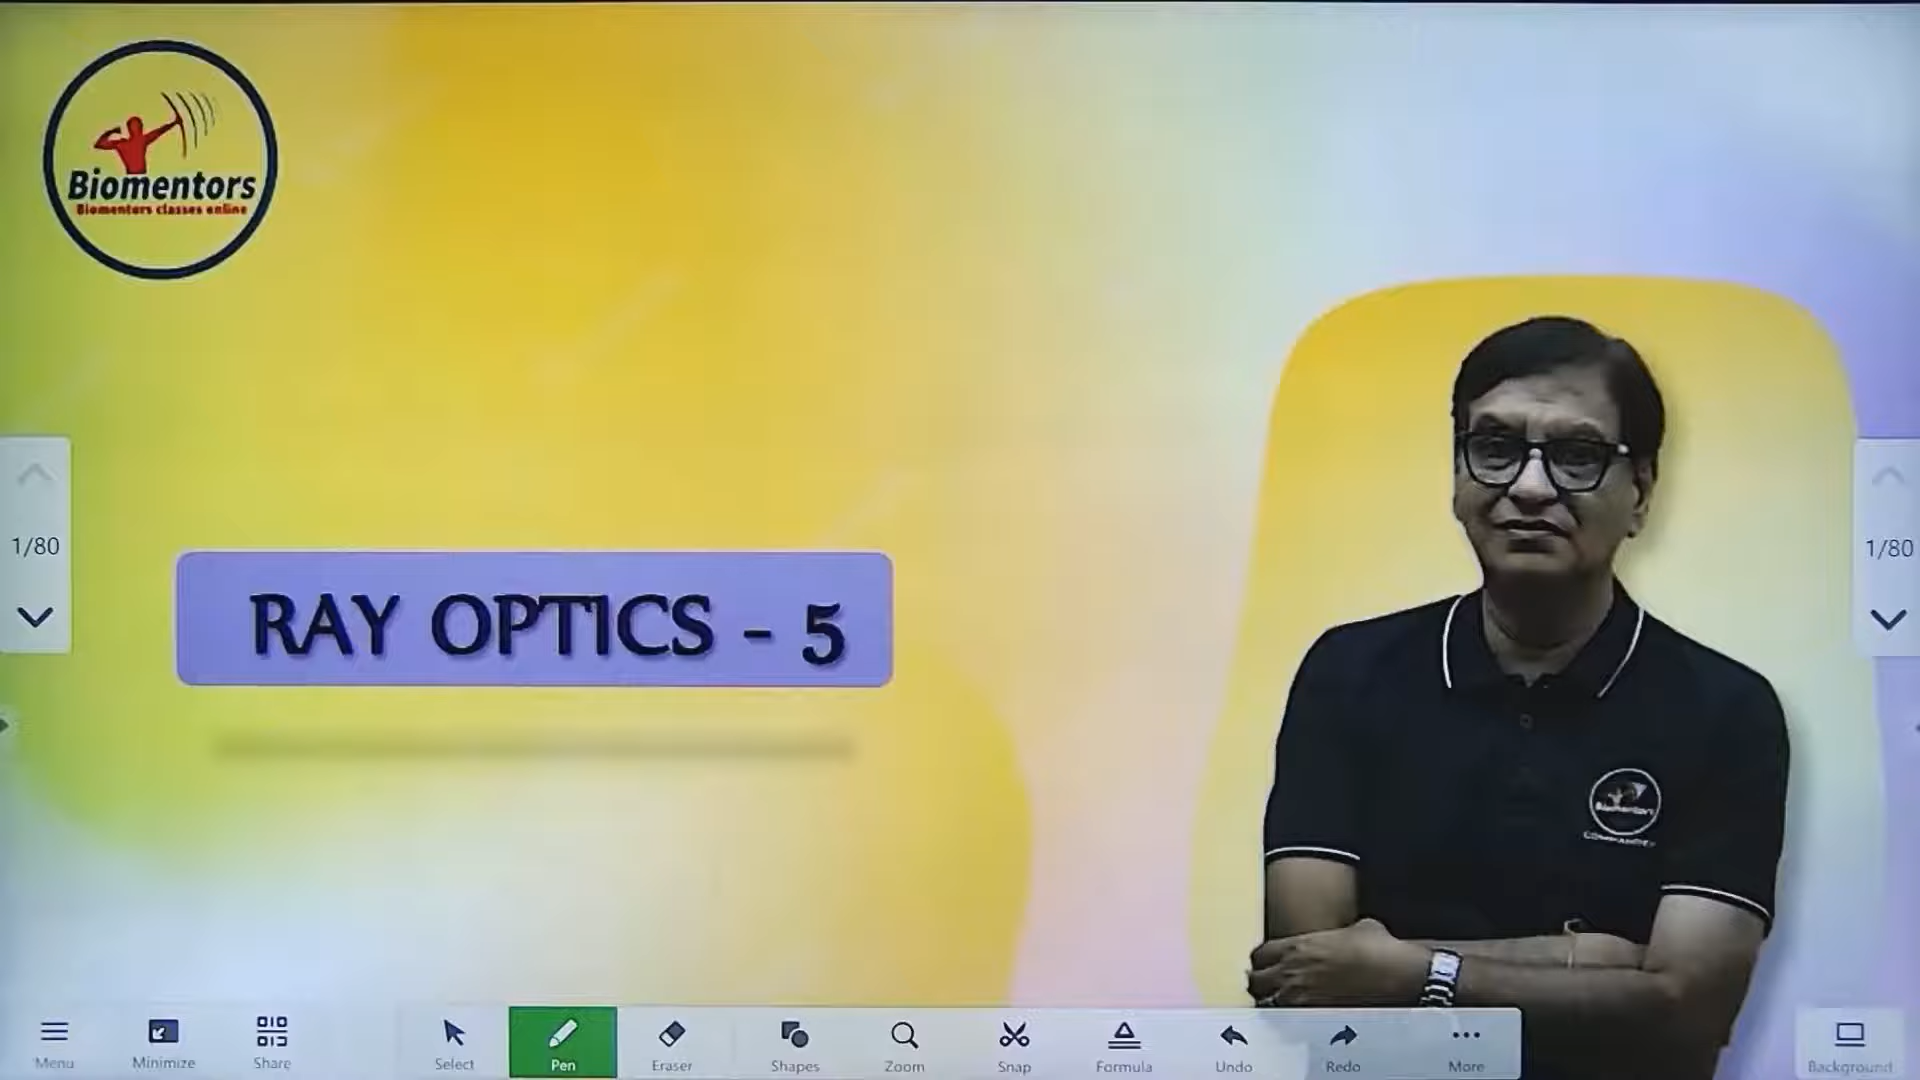 Biomentors
Biomentors classes online
1/80
1/80
RAY OPTICS - 5
Biomentors
Menu
Minimize
Share
Select
Pen
Eraser
Shapes
Zoom
Snap
Formula
Undo
Redo
More
Background